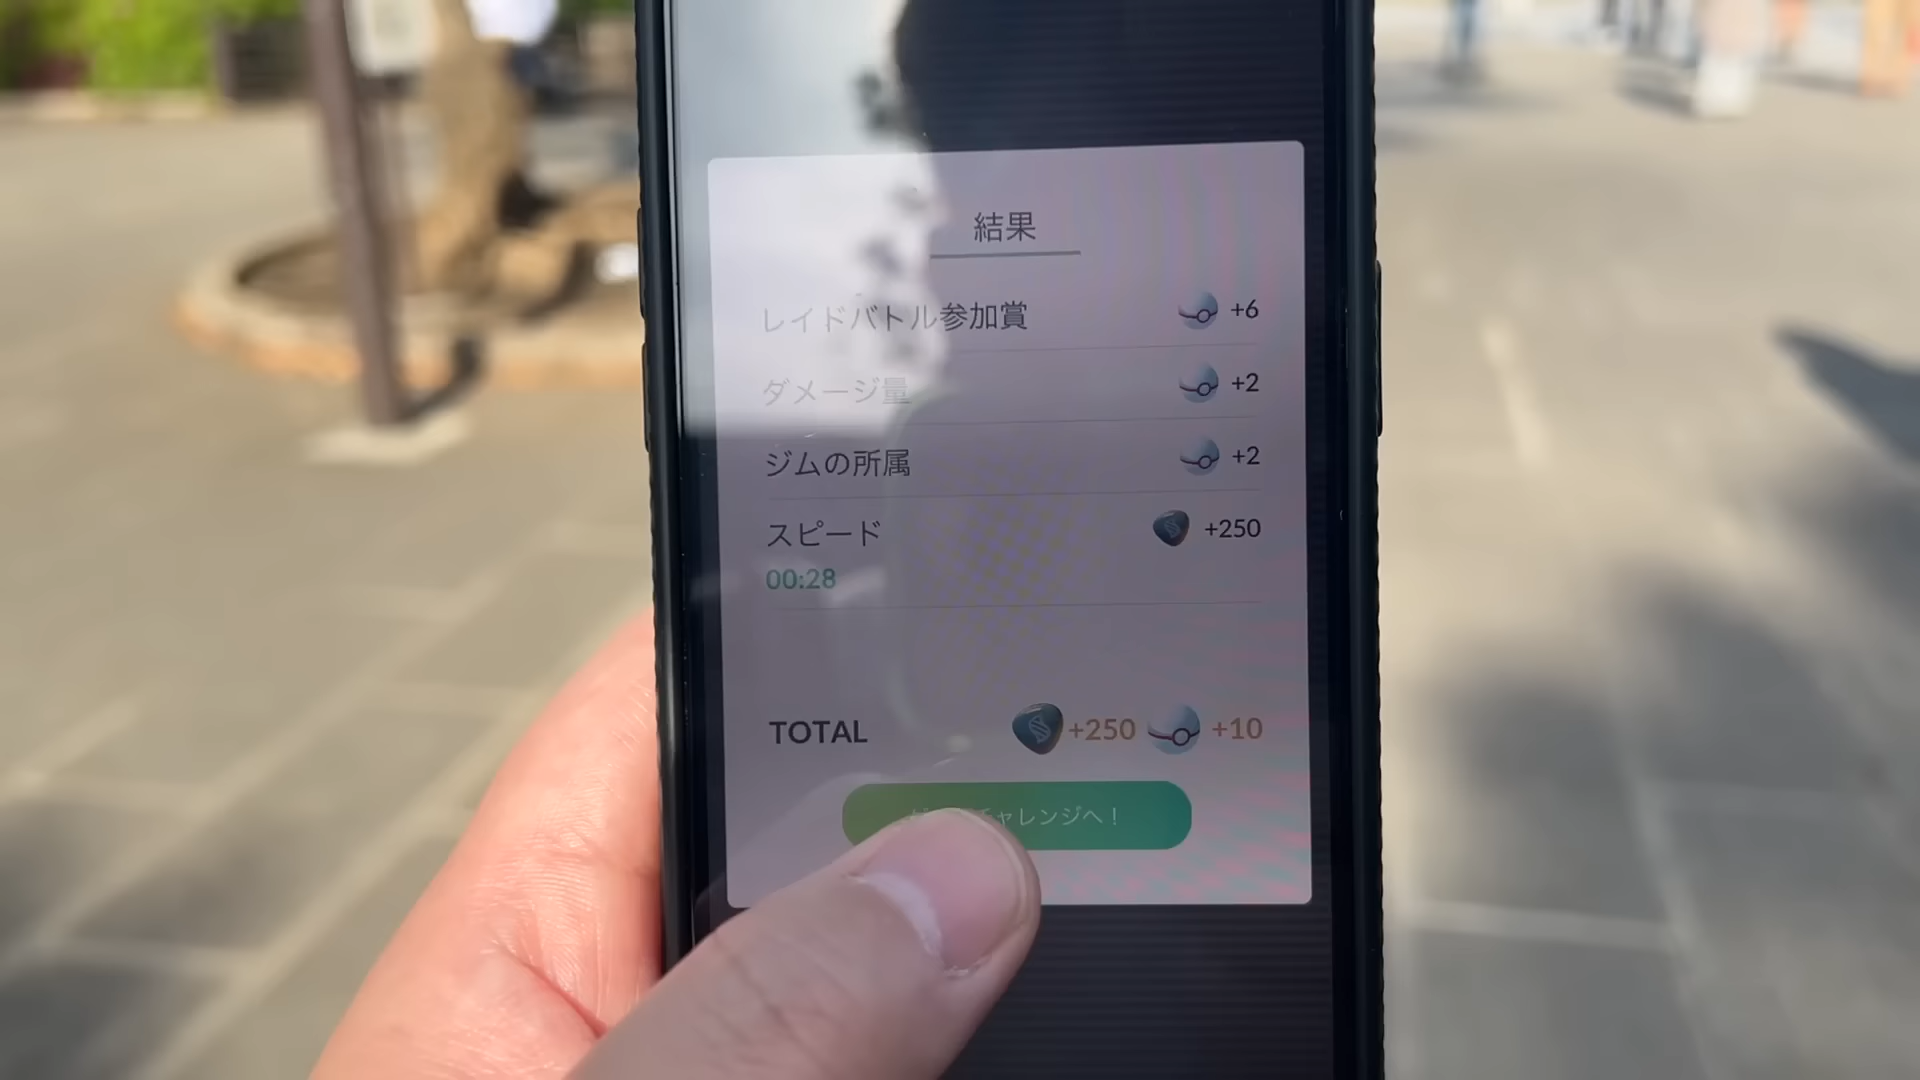 結果
レイドバトル参加賞 +6
ダメージ量 +2
ジムの所属 +2
スピード +250
00:28
TOTAL +250 +10
チャレンジへ！